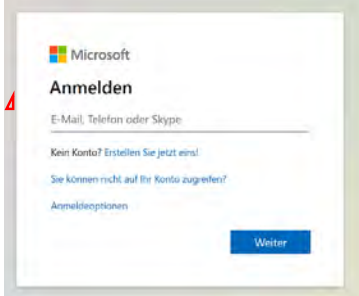 Microsoft
Anmelden
E-Mail, Telefon oder Skype
Kein Konto? Erstellen Sie jetzt eins!
Sie können nicht auf Ihr Konto zugreifen?
Anmeldeoptionen
Weiter